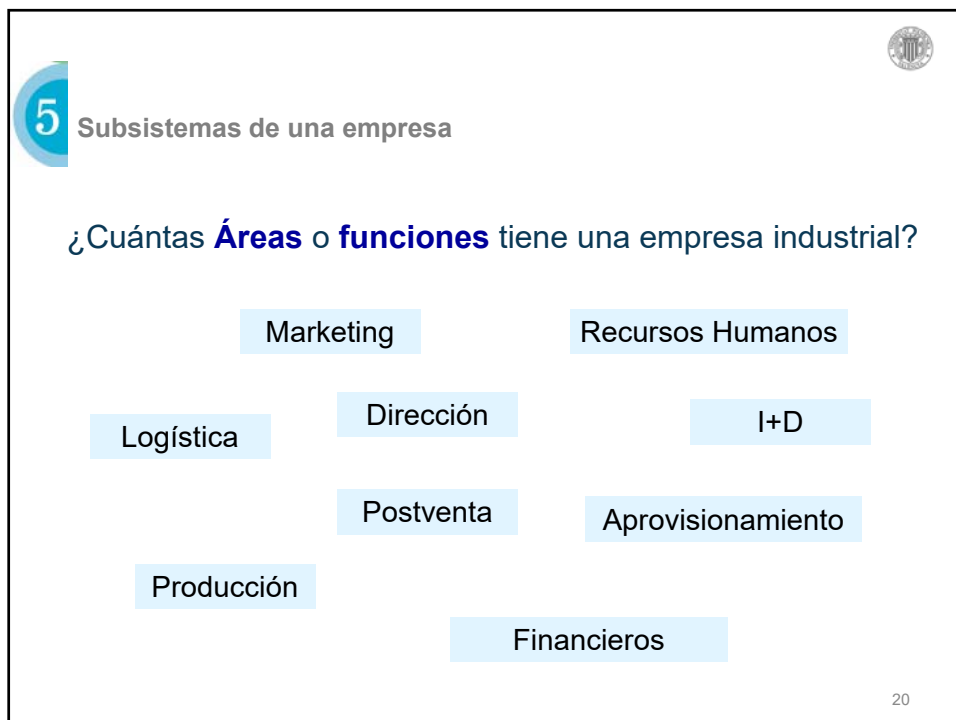 5
Subsistemas de una empresa
¿Cuántas Áreas o funciones tiene una empresa industrial?
Marketing
Recursos Humanos
Dirección
I+D
Logística
Postventa
Aprovisionamiento
Producción
Financieros
20